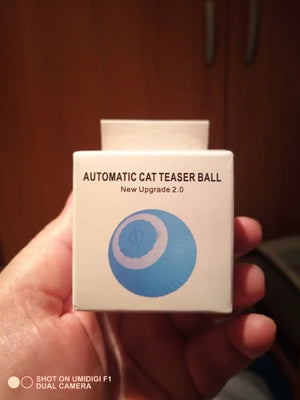 AUTOMATIC CAT TEASER BALL
New Upgrade 2.0
SHOT ON UMIDIGI F1
DUAL CAMERA